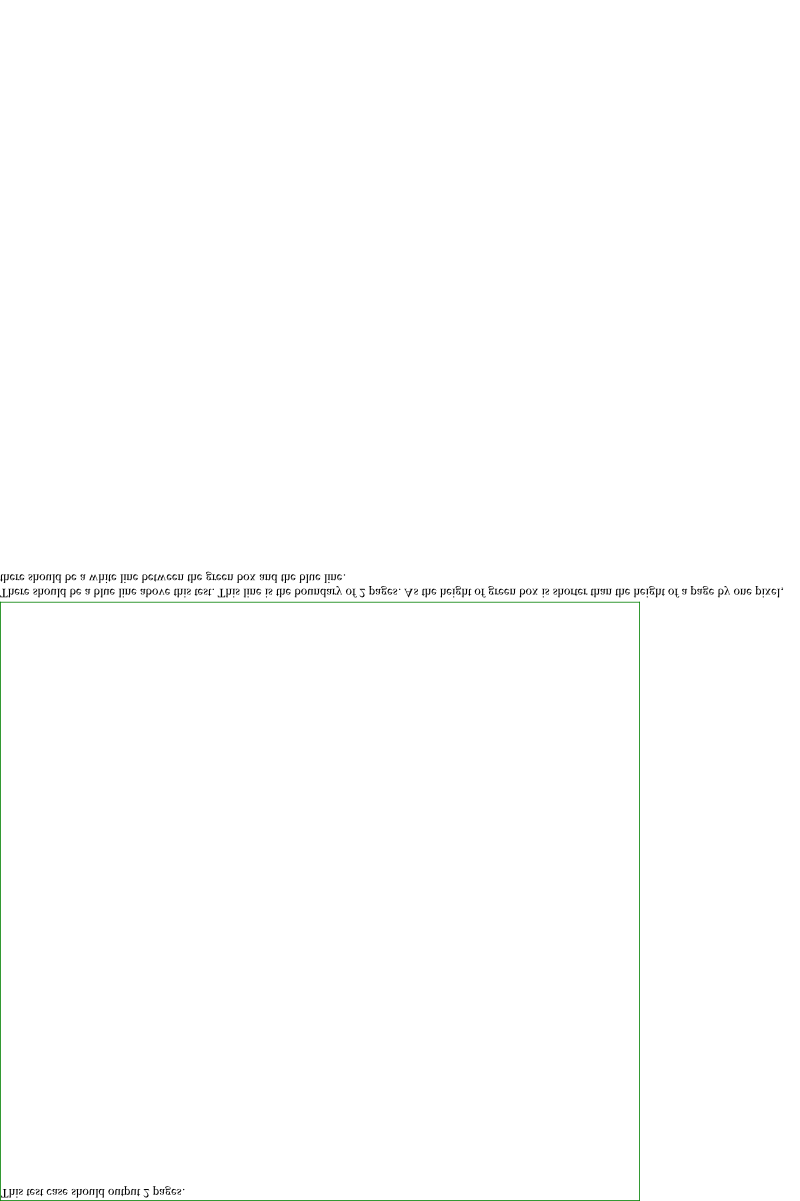 This test case should output 2 pages.
There should be a blue line above this test. This line is the boundary of 2 pages. As the height of green box is shorter than the height of a page by one pixel,
there should be a white line between the green box and the blue line.